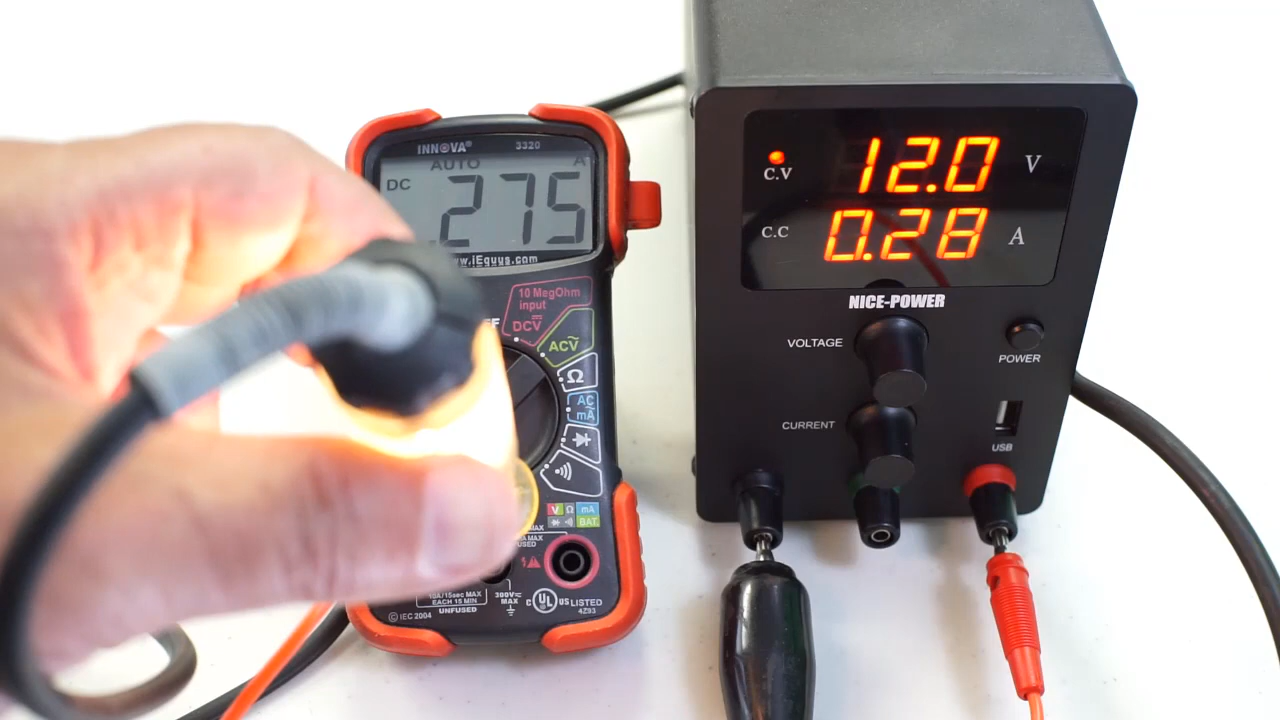 INNOVA® 3320
AUTO A
DC .275
www.iEquus.com
10 MegOhm
input
DCV
ACV
Ω
AC
mA
V Ω mA
BAT.
10A/15sec MAX
EACH 15 MIN
UNFUSED
300V
MAX
© IEC 2004
C UL US LISTED
4Z93
C.V 12.0 V
C.C 0.28 A
NICE-POWER
VOLTAGE
POWER
CURRENT
USB